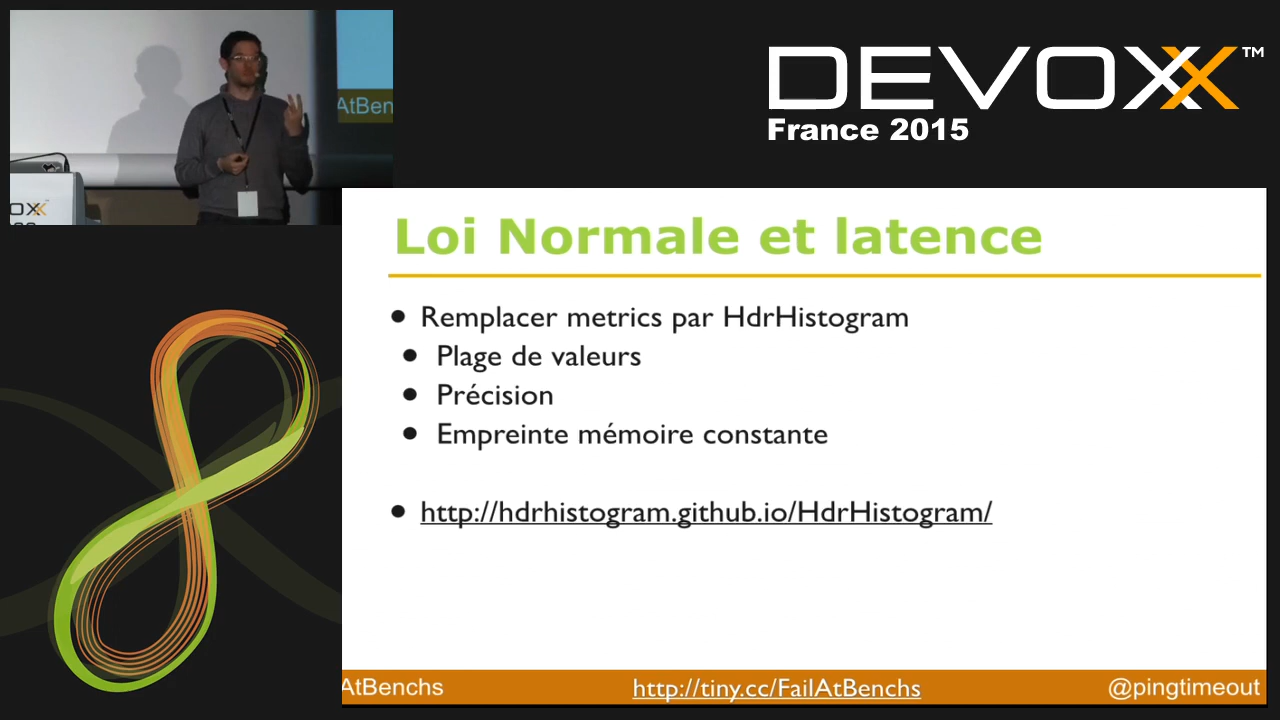 AtBen
OXX
DEVOXX™
France 2015
Loi Normale et latence
• Remplacer metrics par HdrHistogram
• Plage de valeurs
• Précision
• Empreinte mémoire constante
• http://hdrhistogram.github.io/HdrHistogram/
AtBenchs http://tiny.cc/FailAtBenchs @pingtimeout